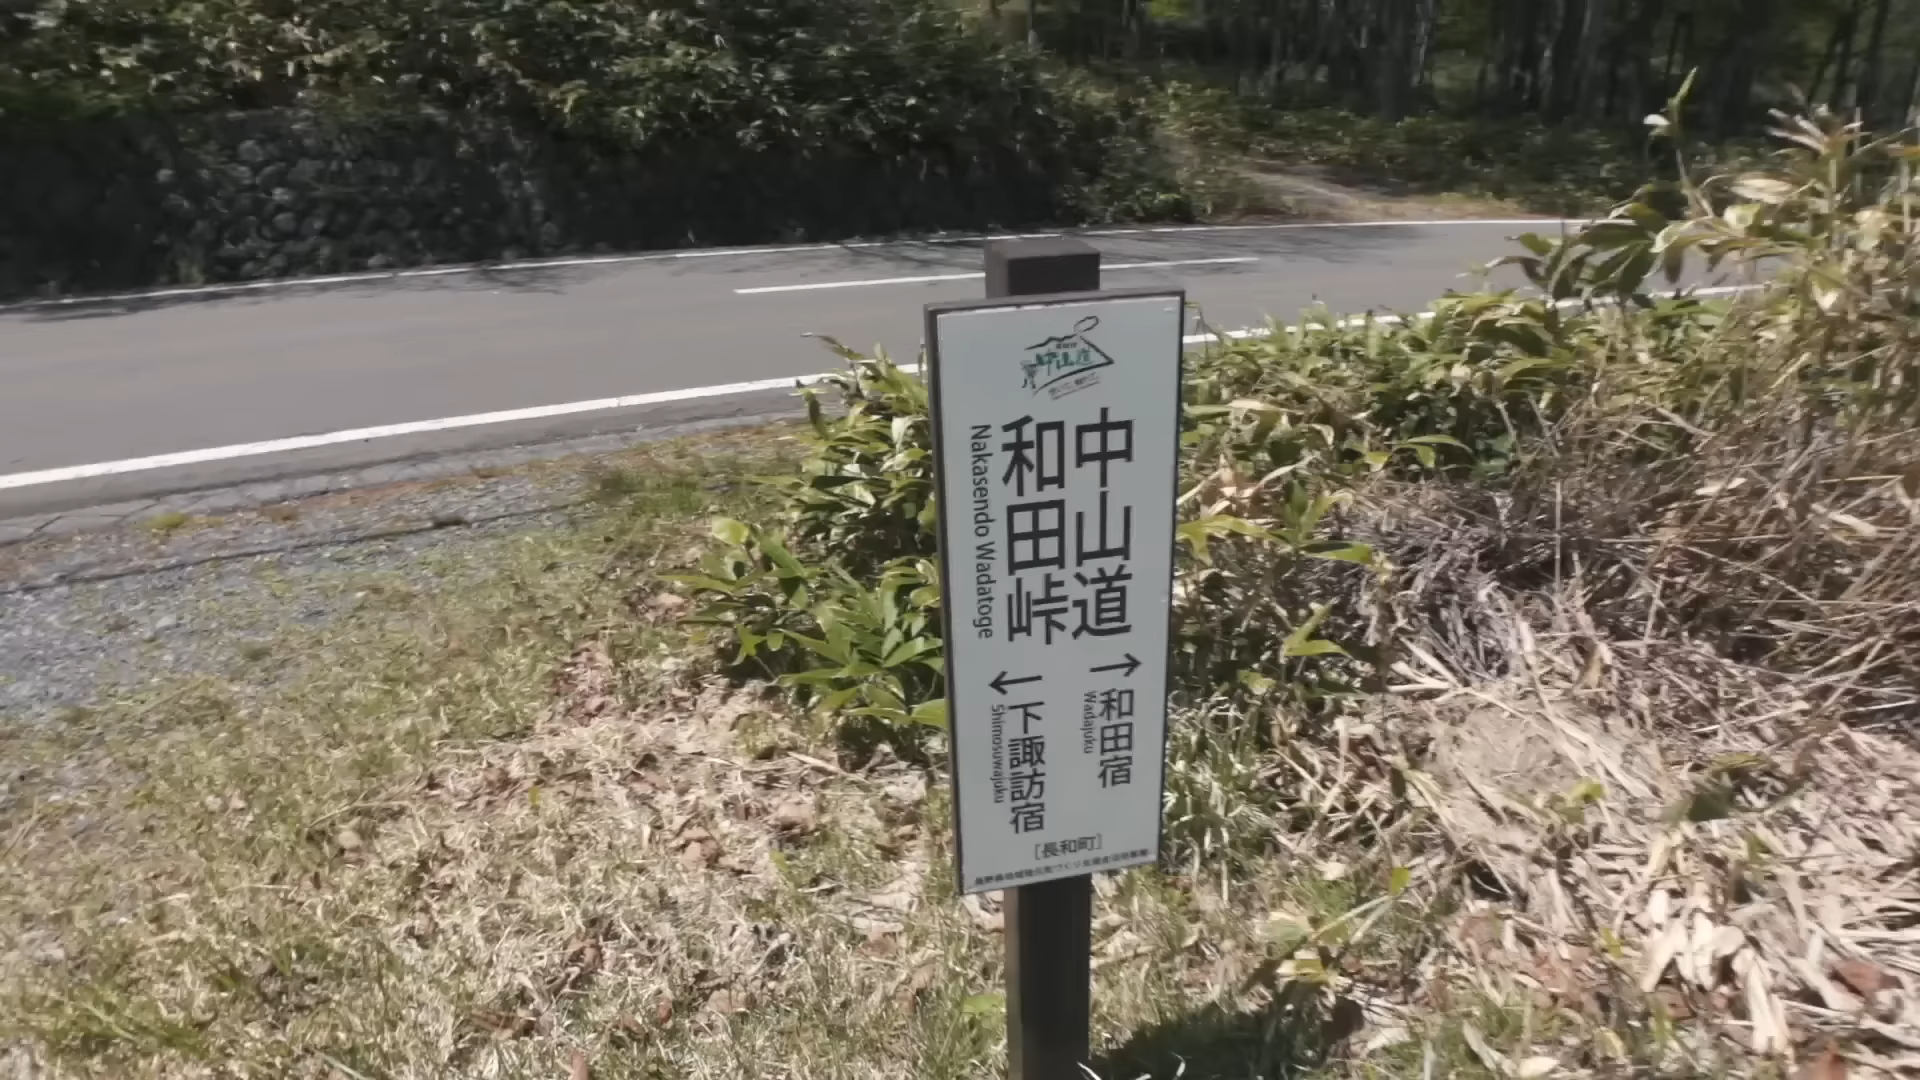 中山道
和田峠
Nakasendo Wadatoge
→和田宿
Wadajuku
←下諏訪宿
Shimosuwajuku
［長和町］